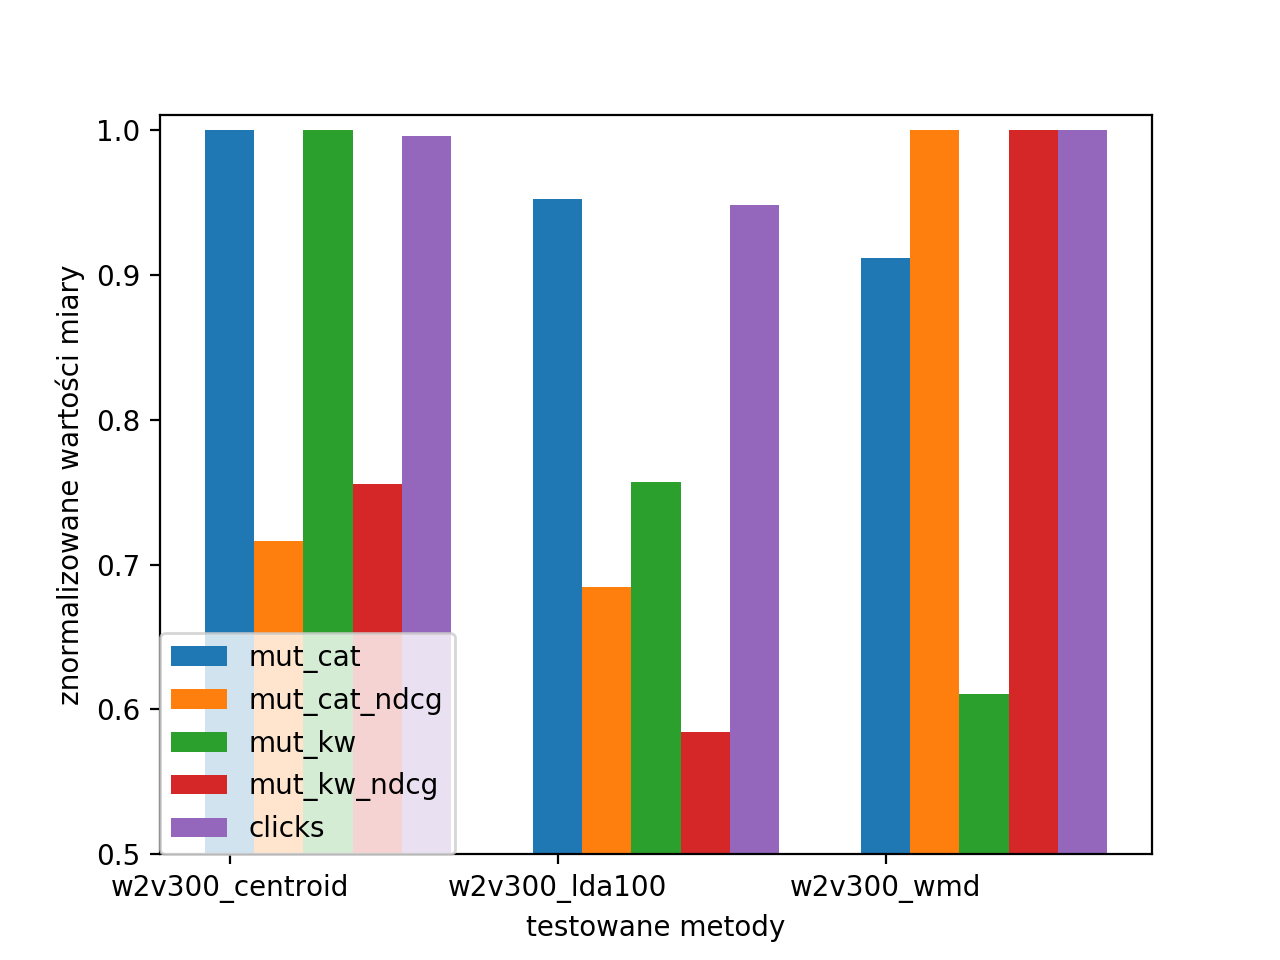 znormalizowane wartości miary
1.0
0.9
0.8
0.7
0.6
0.5
mut_cat
mut_cat_ndcg
mut_kw
mut_kw_ndcg
clicks
w2v300_centroid
w2v300_lda100
w2v300_wmd
testowane metody